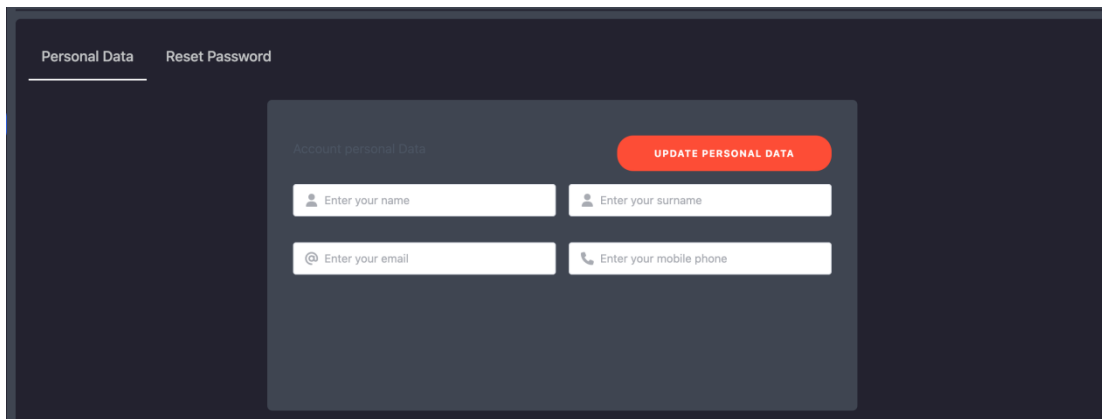 Personal Data Reset Password
Account personal Data UPDATE PERSONAL DATA
Enter your name Enter your surname
@ Enter your email Enter your mobile phone